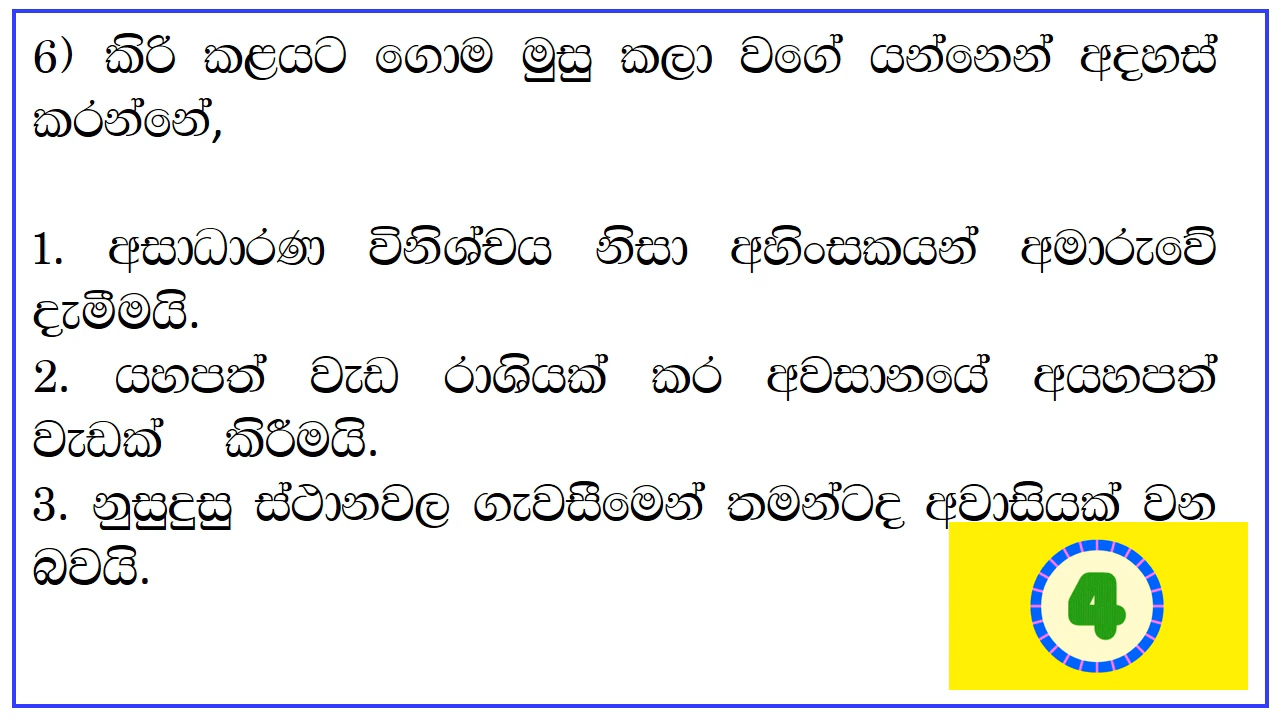 6) කිරි කළයට ගොම මුසු කලා වගේ යන්නෙන් අදහස්
කරන්නේ,
1. අසාධාරණ විනිශ්චය නිසා අහිංසකයන් අමාරුවේ
දැමීමයි.
2. යහපත් වැඩ රාශියක් කර අවසානයේ අයහපත්
වැඩක් කිරීමයි.
3. නුසුදුසු ස්ථානවල ගැවසීමෙන් තමන්ටද අවාසියක් වන
බවයි.
4